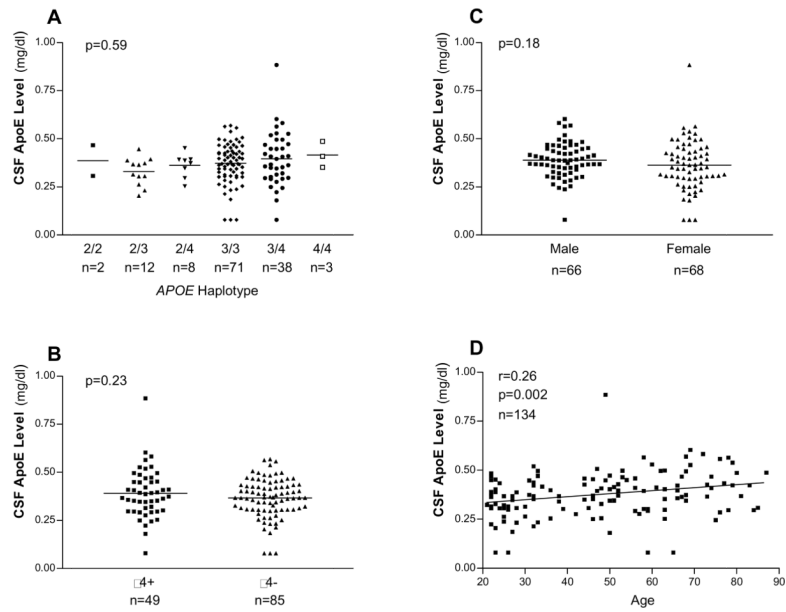 A
CSF ApoE Level (mg/dl)
1.00
0.75
0.50
0.25
0.00
p=0.59
2/2 2/3 2/4 3/3 3/4 4/4
n=2 n=12 n=8 n=71 n=38 n=3
APOE Haplotype
C
CSF ApoE Level (mg/dl)
1.00
0.75
0.50
0.25
0.00
p=0.18
Male Female
n=66 n=68
B
CSF ApoE Level (mg/dl)
1.00
0.75
0.50
0.25
0.00
p=0.23
□4+ □4-
n=49 n=85
D
CSF ApoE Level (mg/dl)
1.00
0.75
0.50
0.25
0.00
r=0.26
p=0.002
n=134
20 30 40 50 60 70 80 90
Age